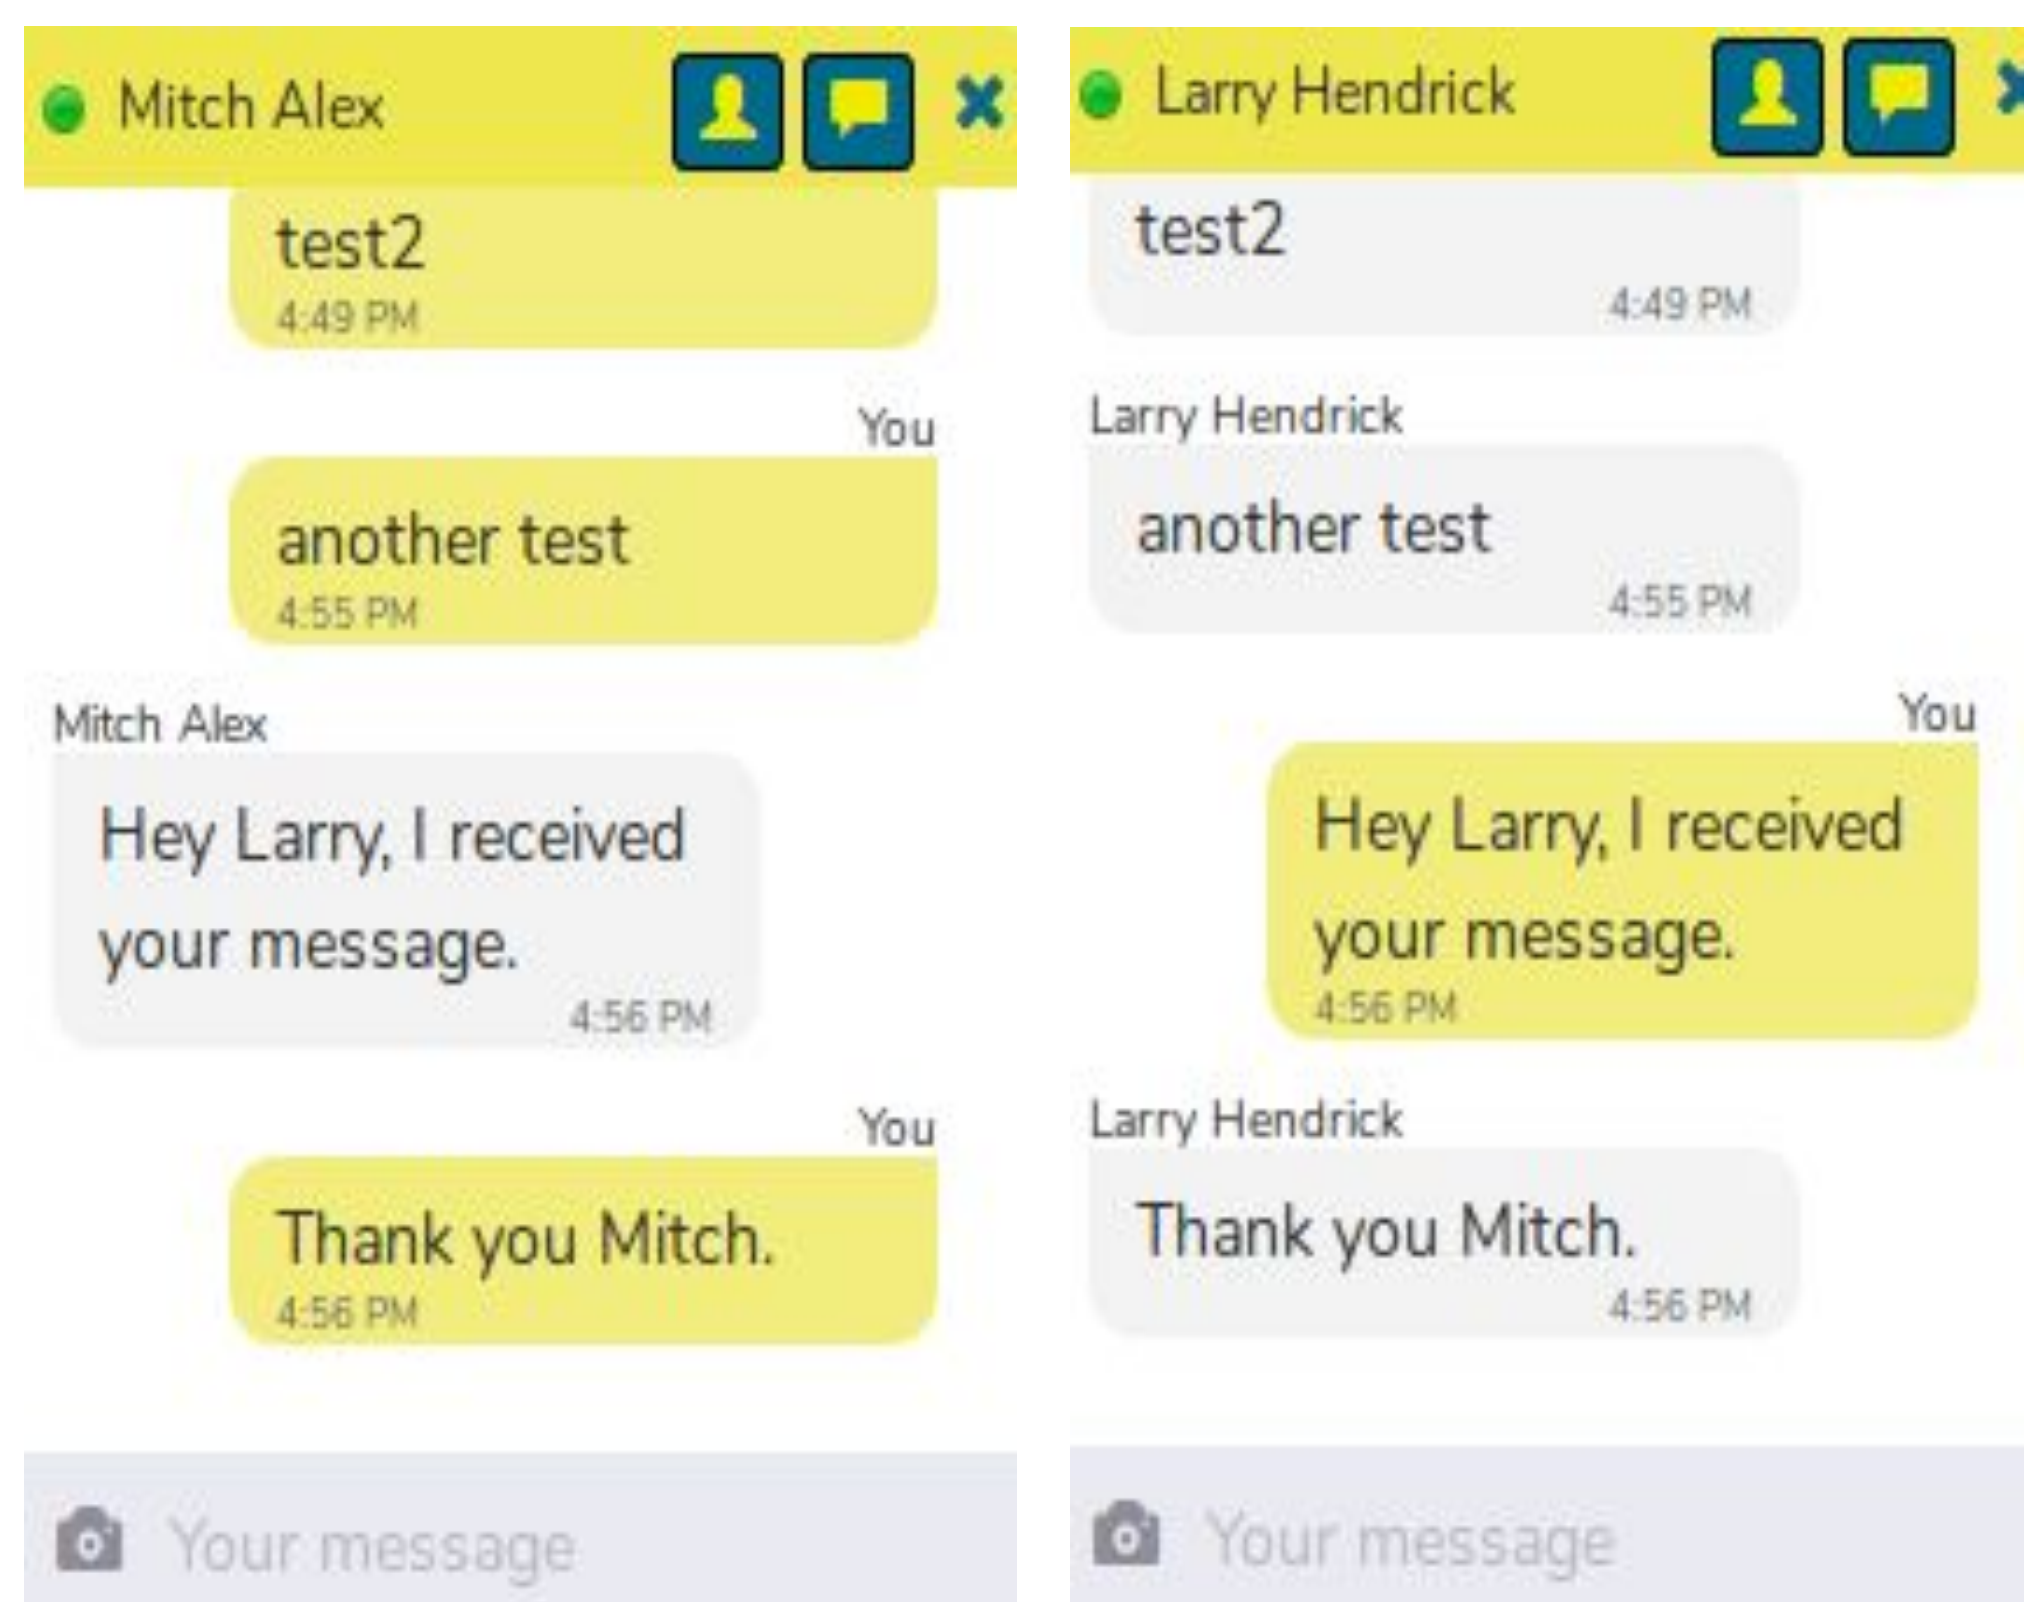 Mitch Alex
test2
4:49 PM
You
another test
4:55 PM
Mitch Alex
Hey Larry, I received
your message.
4:56 PM
You
Thank you Mitch.
4:56 PM
Your message
Larry Hendrick
test2
4:49 PM
Larry Hendrick
another test
4:55 PM
You
Hey Larry, I received
your message.
4:56 PM
Larry Hendrick
Thank you Mitch.
4:56 PM
Your message